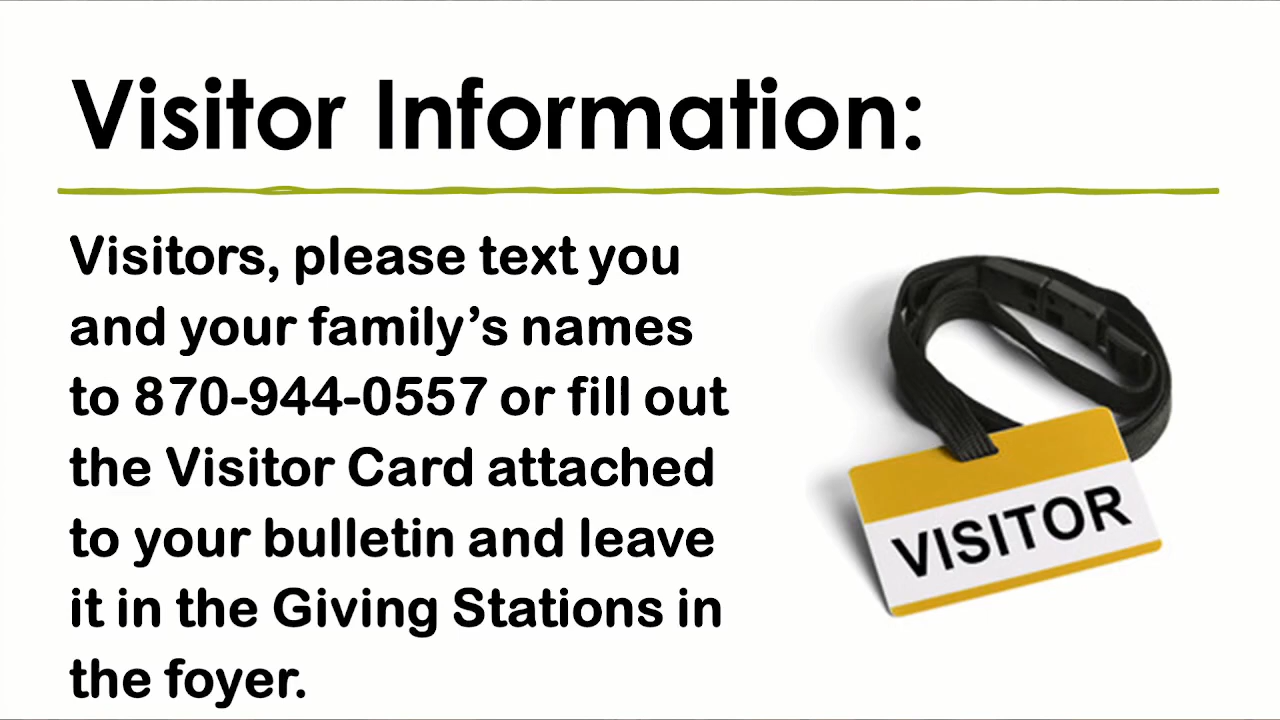 Visitor Information:
Visitors, please text you
and your family’s names
to 870-944-0557 or fill out
the Visitor Card attached
to your bulletin and leave
it in the Giving Stations in
the foyer.
VISITOR